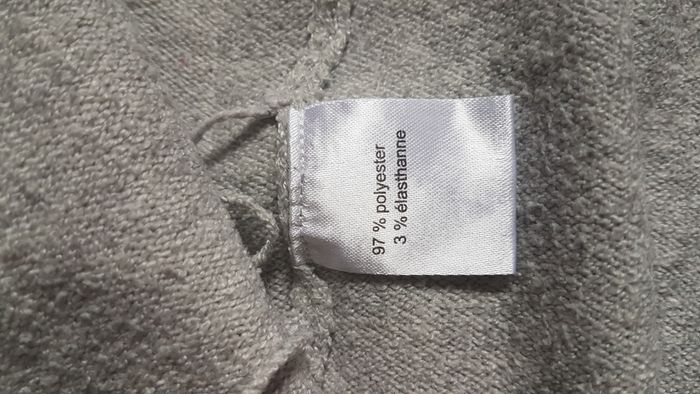 97 % polyester
3 % élasthanne